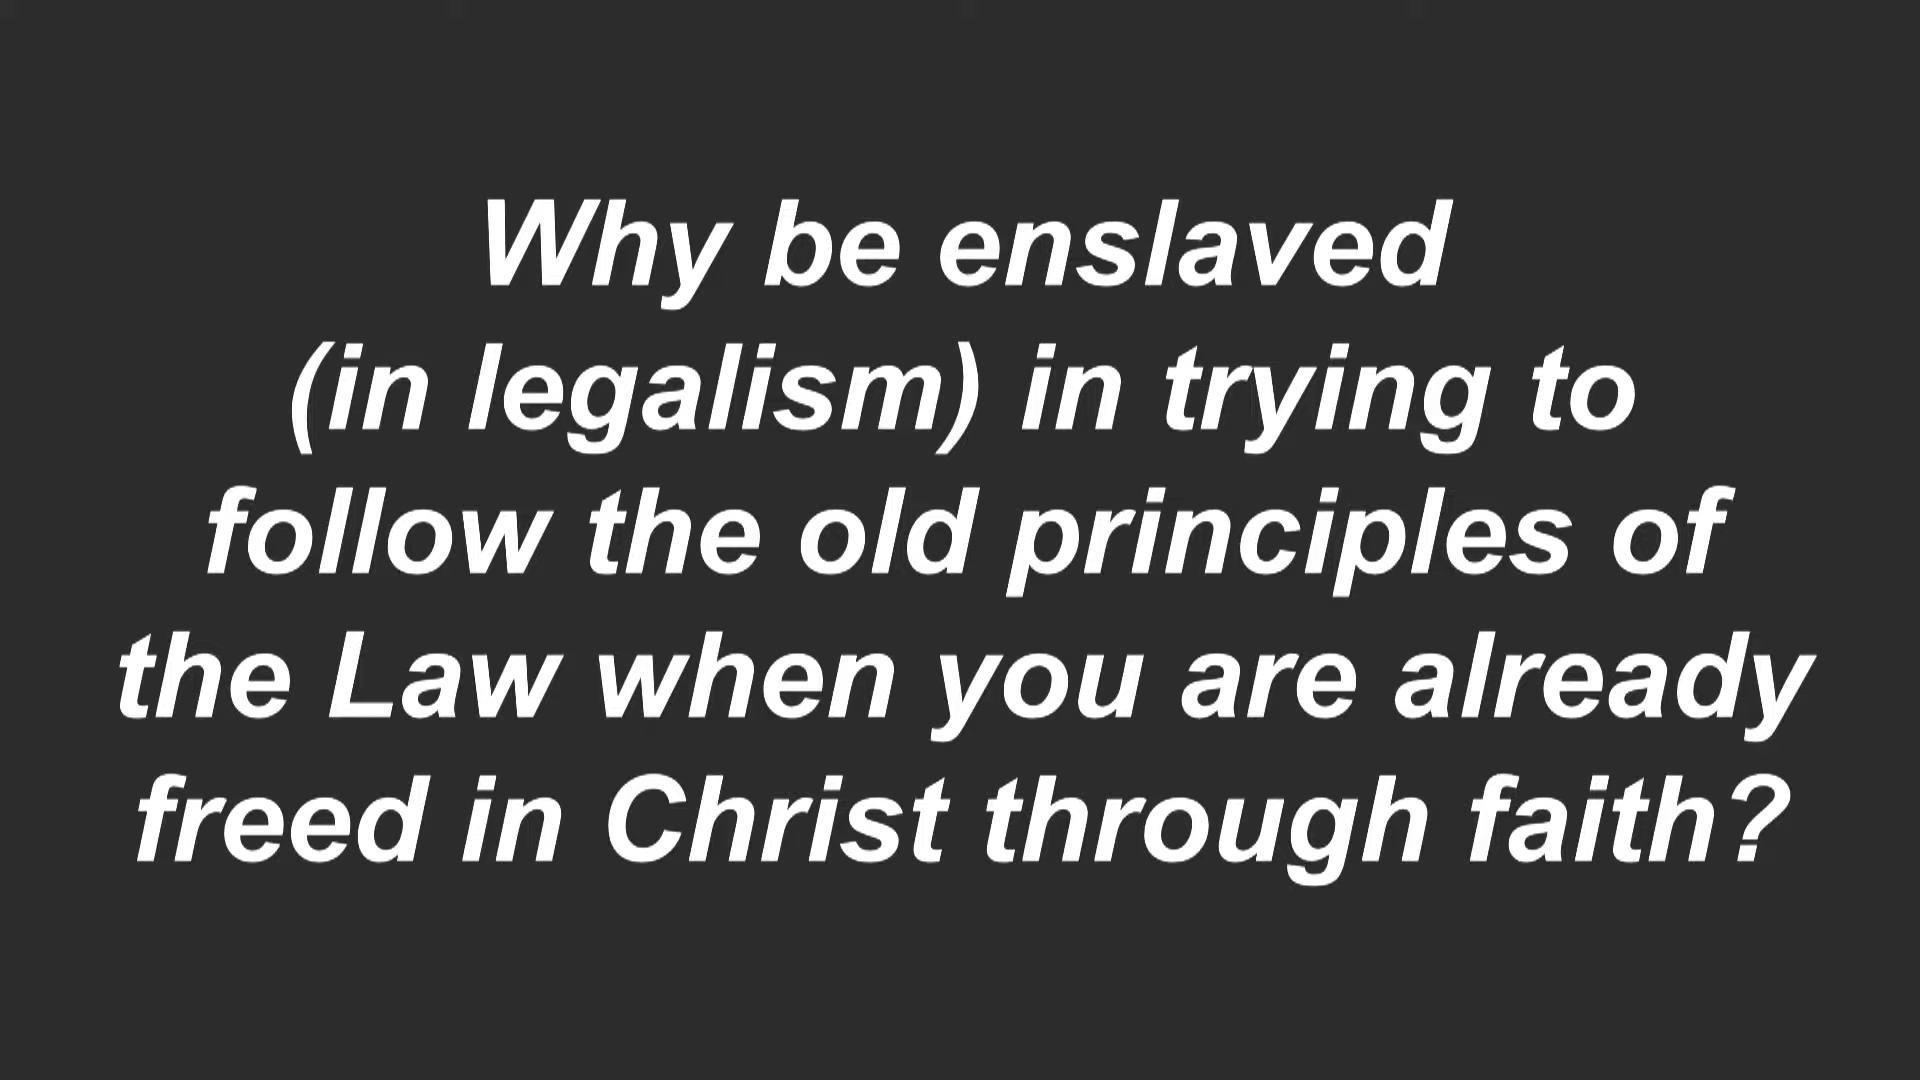 Why be enslaved
(in legalism) in trying to
follow the old principles of
the Law when you are already
freed in Christ through faith?